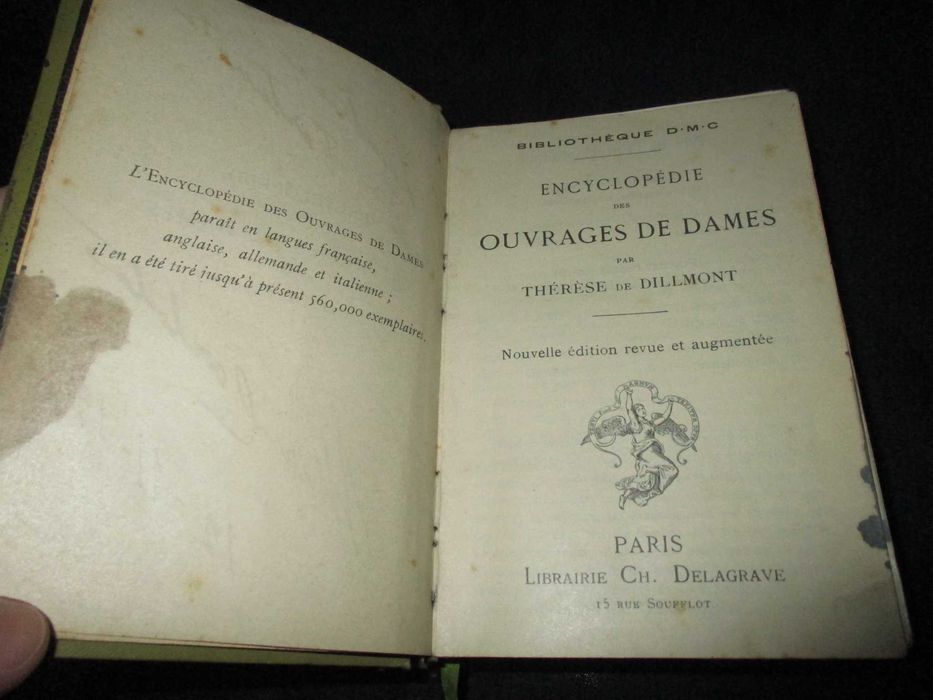 L'Encyclopédie des Ouvrages de Dames
paraît en langues française,
anglaise, allemande et italienne ;
il en a été tiré jusqu'à présent 560,000 exemplaires.
BIBLIOTHÈQUE D·M·C
ENCYCLOPÉDIE
DES
OUVRAGES DE DAMES
PAR
THÉRÈSE DE DILLMONT
Nouvelle édition revue et augmentée
PARIS
Librairie Ch. Delagrave
15 rue Soufflot